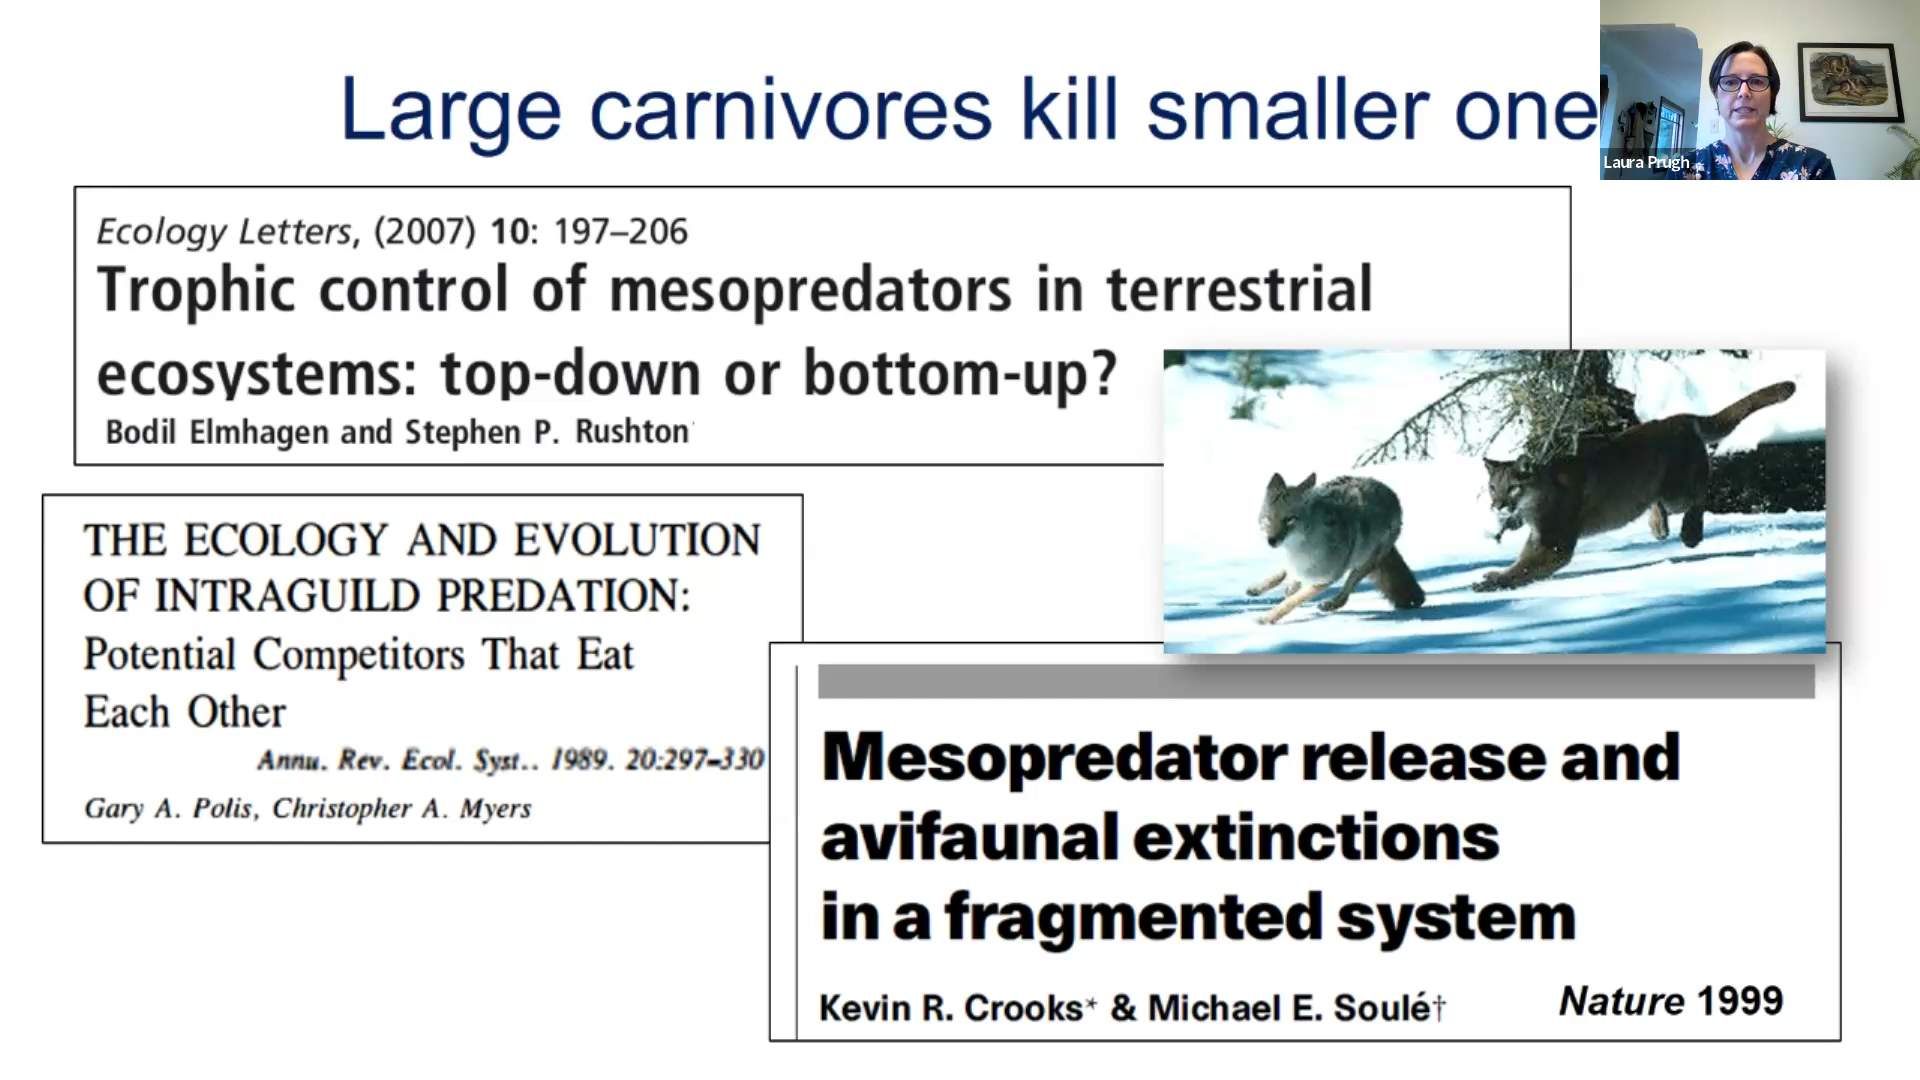 Large carnivores kill smaller one
Laura Prugh
Ecology Letters, (2007) 10: 197–206
Trophic control of mesopredators in terrestrial
ecosystems: top-down or bottom-up?
Bodil Elmhagen and Stephen P. Rushton
THE ECOLOGY AND EVOLUTION
OF INTRAGUILD PREDATION:
Potential Competitors That Eat
Each Other
Annu. Rev. Ecol. Syst.. 1989. 20:297–330
Gary A. Polis, Christopher A. Myers
Mesopredator release and
avifaunal extinctions
in a fragmented system
Kevin R. Crooks* & Michael E. Soulé†
Nature 1999